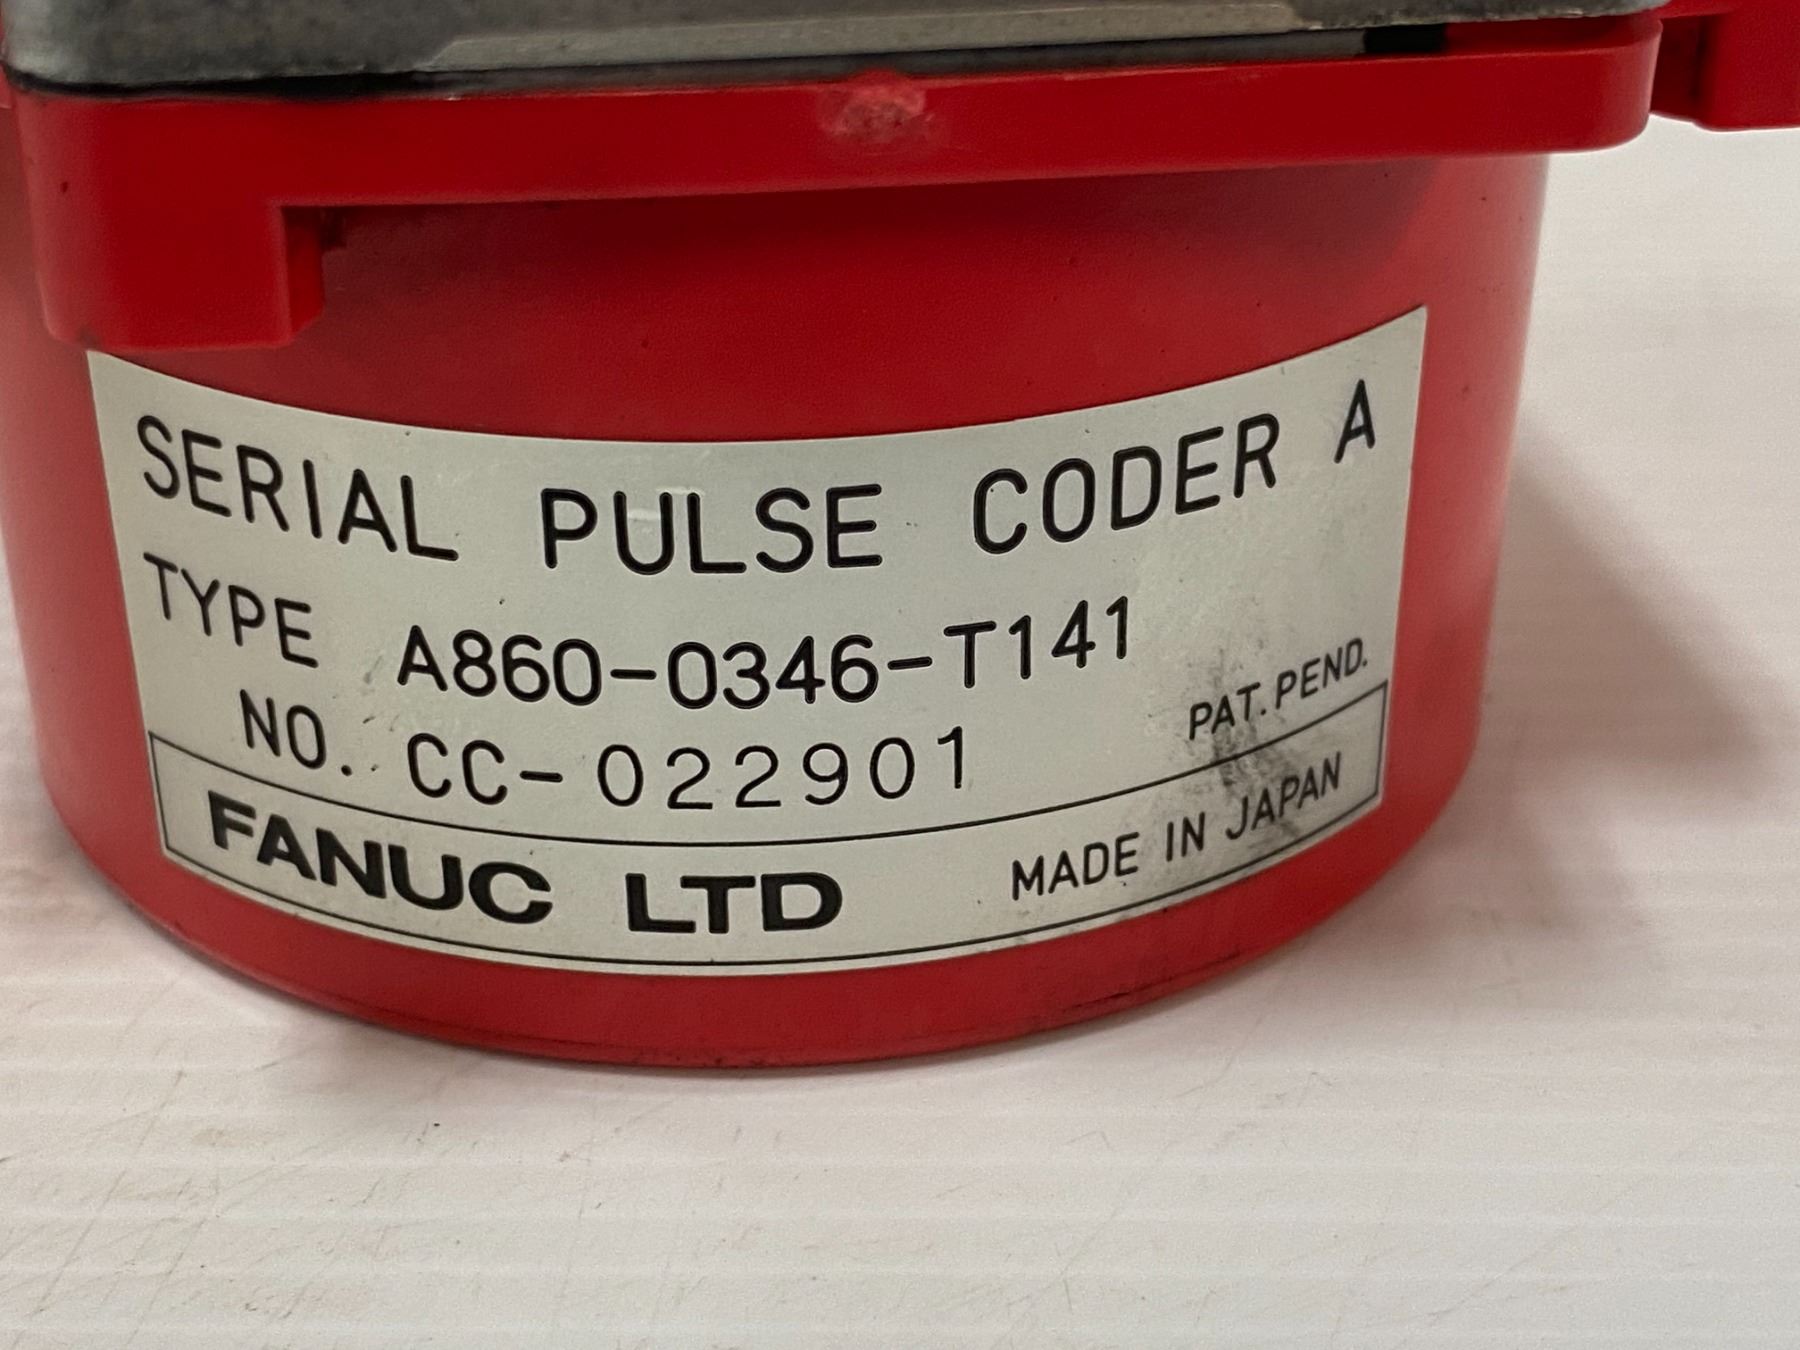 SERIAL PULSE CODER A
TYPE A860-0346-T141
NO. CC-022901 PAT. PEND.
FANUC LTD MADE IN JAPAN